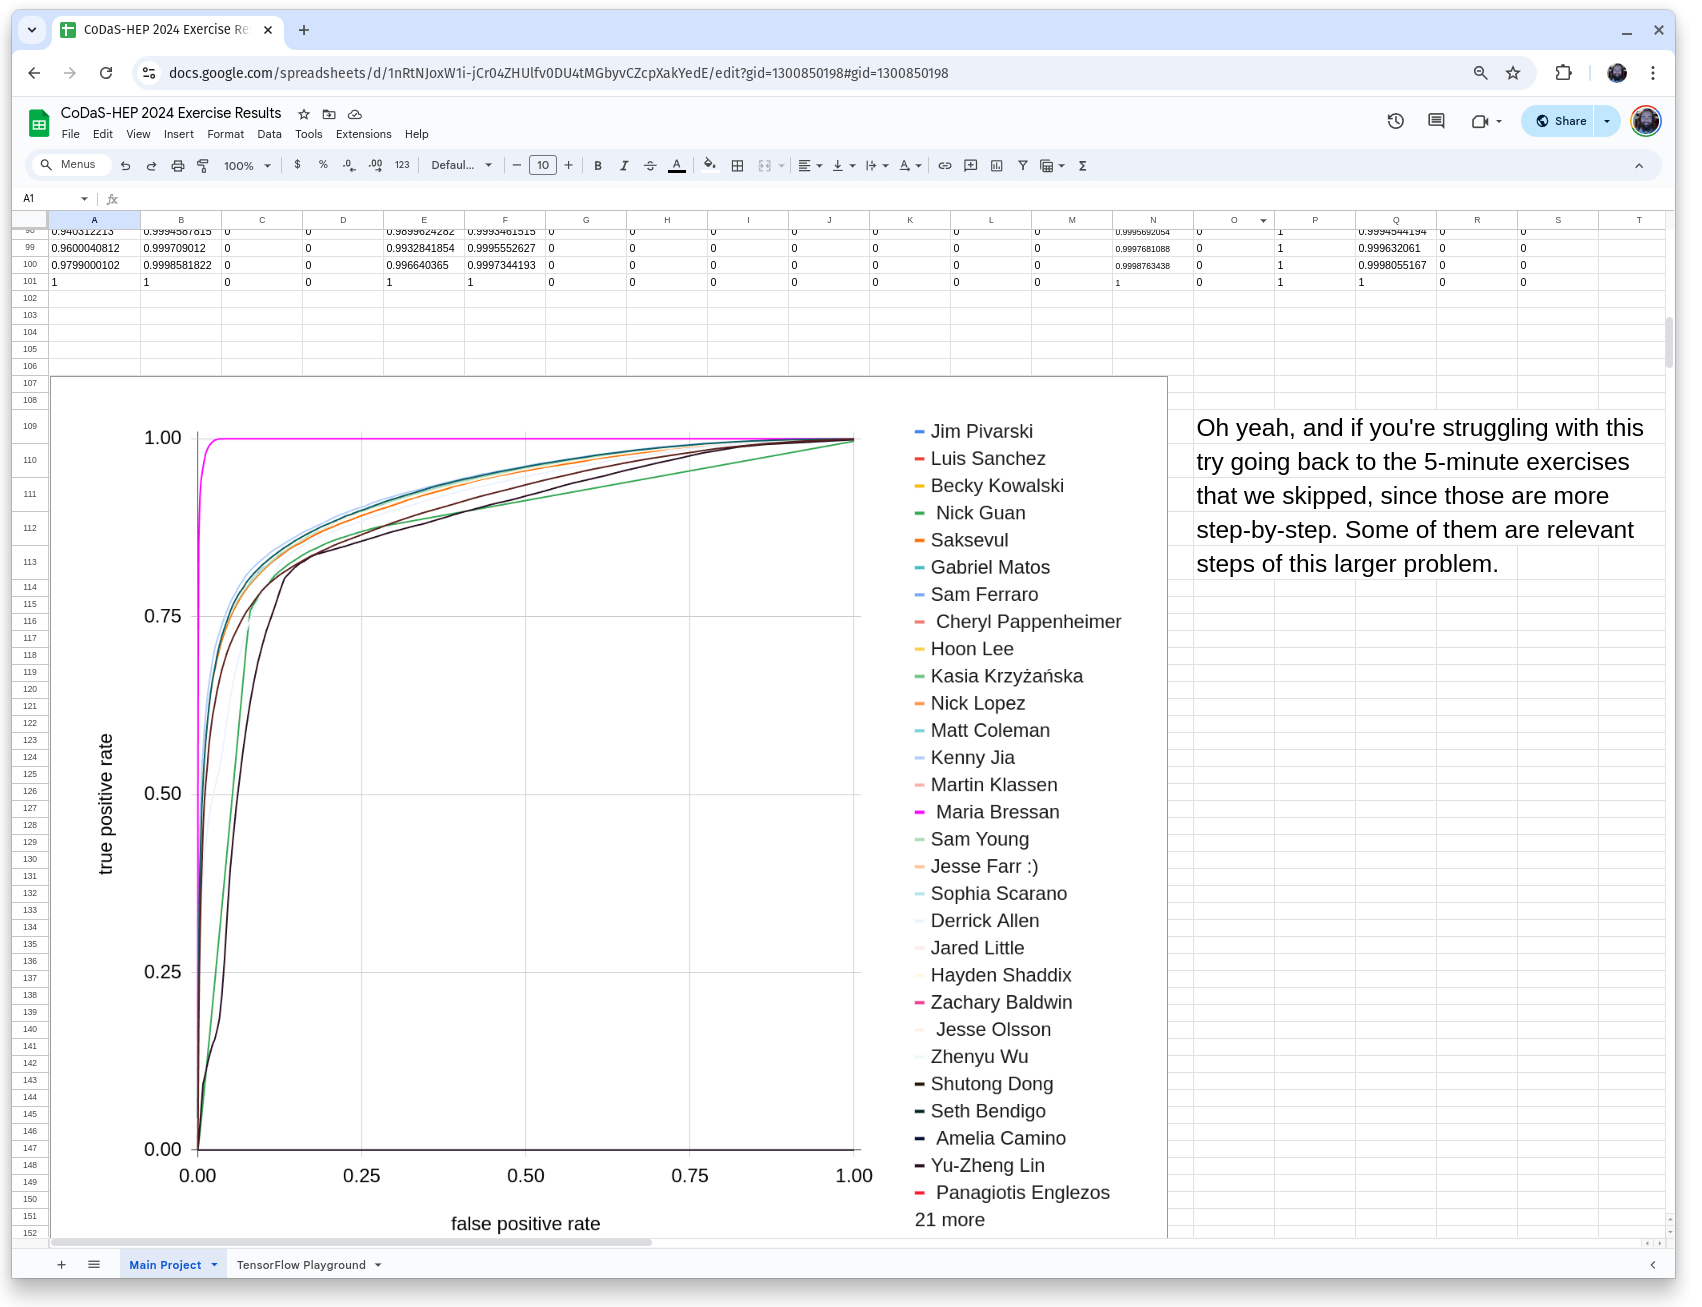 CoDaS-HEP 2024 Exercise Re
docs.google.com/spreadsheets/d/1nRtNJoxW1i-jCr04ZHUlfv0DU4tMGbyvCZcpXakYedE/edit?gid=1300850198#gid=1300850198
CoDaS-HEP 2024 Exercise Results
File Edit View Insert Format Data Tools Extensions Help
Share
Menus 100% $ % .0 .00 123 Defaul... 10 B I A Σ
A1 fx
A B C D E F G H I J K L M N O P Q R S T
98 0.940312213 0.9994587815 0 0 0.9899624282 0.9993461515 0 0 0 0 0 0 0 0.9995692054 0 1 0.9994544194 0 0
99 0.9600040812 0.999709012 0 0 0.9932841854 0.9995552627 0 0 0 0 0 0 0 0.9997681088 0 1 0.999632061 0 0
100 0.9799000102 0.9998581822 0 0 0.996640365 0.9997344193 0 0 0 0 0 0 0 0.9998763438 0 1 0.9998055167 0 0
101 1 1 0 0 1 1 0 0 0 0 0 0 0 1 0 1 1 0 0
102
103
104
105
106
107
108
109
110
111
112
113
114
115
116
117
118
119
120
121
122
123
124
125
126
127
128
129
130
131
132
133
134
135
136
137
138
139
140
141
142
143
144
145
146
147
148
149
150
151
152
1.00
0.75
0.50
0.25
0.00
true positive rate
0.00 0.25 0.50 0.75 1.00
false positive rate
Jim Pivarski
Luis Sanchez
Becky Kowalski
Nick Guan
Saksevul
Gabriel Matos
Sam Ferraro
Cheryl Pappenheimer
Hoon Lee
Kasia Krzyżańska
Nick Lopez
Matt Coleman
Kenny Jia
Martin Klassen
Maria Bressan
Sam Young
Jesse Farr :)
Sophia Scarano
Derrick Allen
Jared Little
Hayden Shaddix
Zachary Baldwin
Jesse Olsson
Zhenyu Wu
Shutong Dong
Seth Bendigo
Amelia Camino
Yu-Zheng Lin
Panagiotis Englezos
21 more
Oh yeah, and if you're struggling with this
try going back to the 5-minute exercises
that we skipped, since those are more
step-by-step. Some of them are relevant
steps of this larger problem.
Main Project TensorFlow Playground